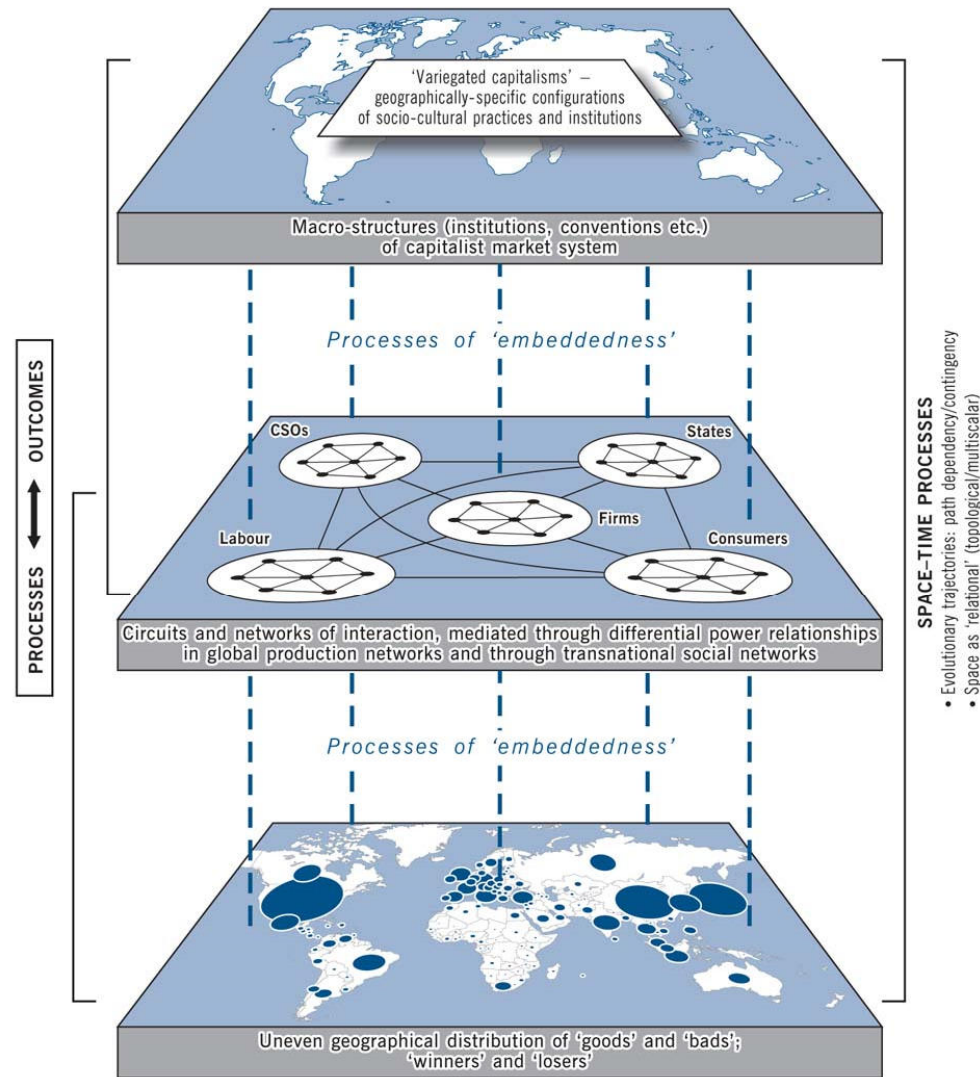 ‘Variegated capitalisms’ –
geographically-specific configurations
of socio-cultural practices and institutions
Macro-structures (institutions, conventions etc.)
of capitalist market system
Processes of ‘embeddedness’
CSOs
States
Firms
Labour
Consumers
Circuits and networks of interaction, mediated through differential power relationships
in global production networks and through transnational social networks
Processes of ‘embeddedness’
Uneven geographical distribution of ‘goods’ and ‘bads’;
‘winners’ and ‘losers’
PROCESSES ⟷ OUTCOMES
SPACE–TIME PROCESSES
• Evolutionary trajectories: path dependency/contingency
• Space as ‘relational’ (topological/multiscalar)